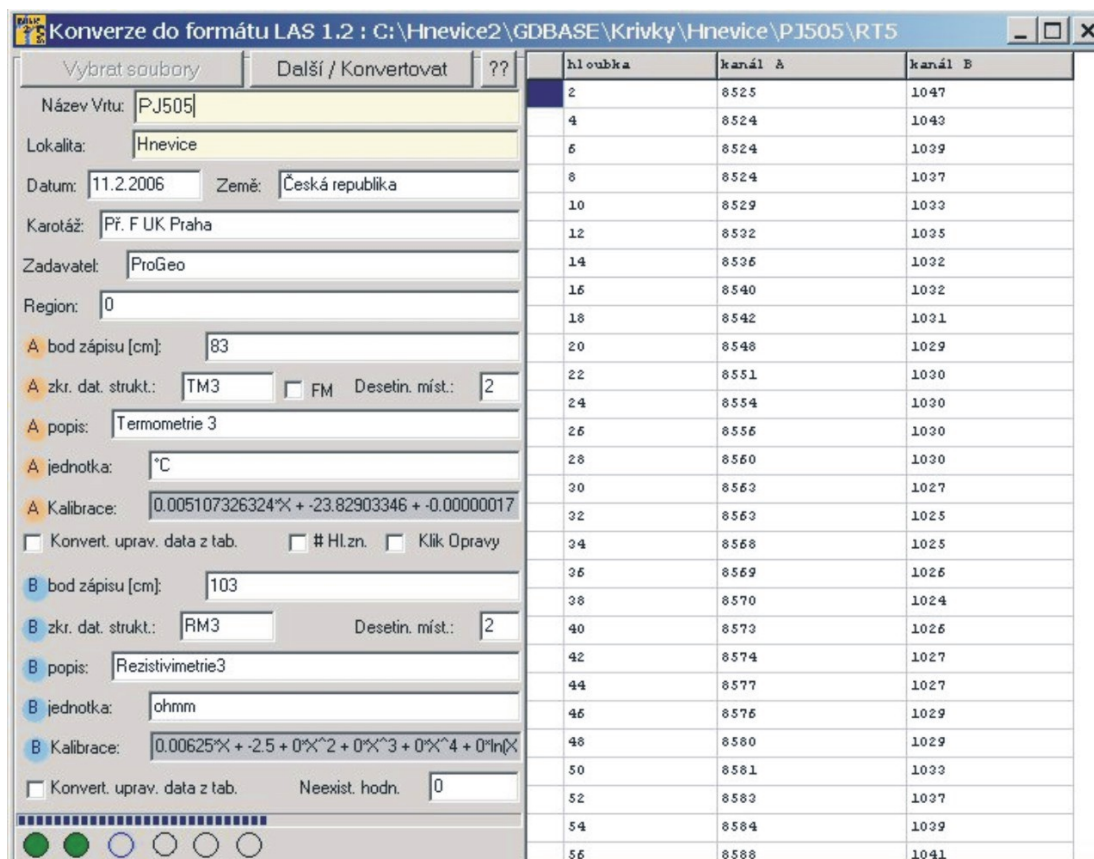 Konverze do formátu LAS 1.2 : C:\Hnevice2\GDBASE\Krivky\Hnevice\PJ505\RT5
Vybrat soubory Další / Konvertovat ??
Název Vrtu: PJ505
Lokalita: Hnevice
Datum: 11.2.2006 Země: Česká republika
Karotáž: Př. F UK Praha
Zadavatel: ProGeo
Region: 0
A bod zápisu [cm]: 83
A zkr. dat. strukt.: TM3 FM Desetin. míst.: 2
A popis: Termometrie 3
A jednotka: °C
A Kalibrace: 0.005107326324*X + -23.82903346 + -0.00000017
Konvert. uprav. data z tab. # Hl.zn. Klik Opravy
B bod zápisu [cm]: 103
B zkr. dat. strukt.: RM3 Desetin. míst.: 2
B popis: Rezistivimetrie3
B jednotka: ohmm
B Kalibrace: 0.00625*X + -2.5 + 0*X^2 + 0*X^3 + 0*X^4 + 0*ln(X
Konvert. uprav. data z tab. Neexist. hodn. 0
hloubka kanál A kanál B
2 8525 1047
4 8524 1043
6 8524 1039
8 8524 1037
10 8529 1033
12 8532 1035
14 8536 1032
16 8540 1032
18 8542 1031
20 8548 1029
22 8551 1030
24 8554 1030
26 8556 1030
28 8560 1030
30 8563 1027
32 8563 1025
34 8568 1025
36 8569 1026
38 8570 1024
40 8573 1026
42 8574 1027
44 8577 1027
46 8576 1029
48 8580 1029
50 8581 1033
52 8583 1037
54 8584 1039
56 8588 1041